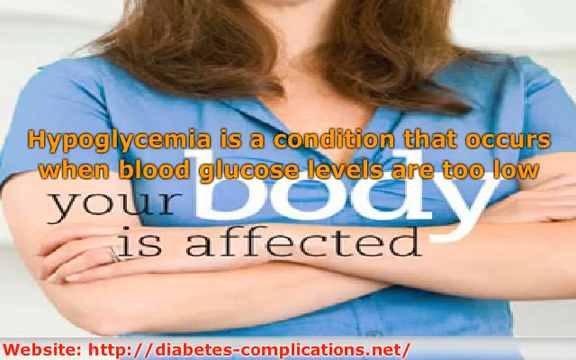 Hypoglycemia is a condition that occurs
when blood glucose levels are too low
your body
is affected
Website: http://diabetes-complications.net/